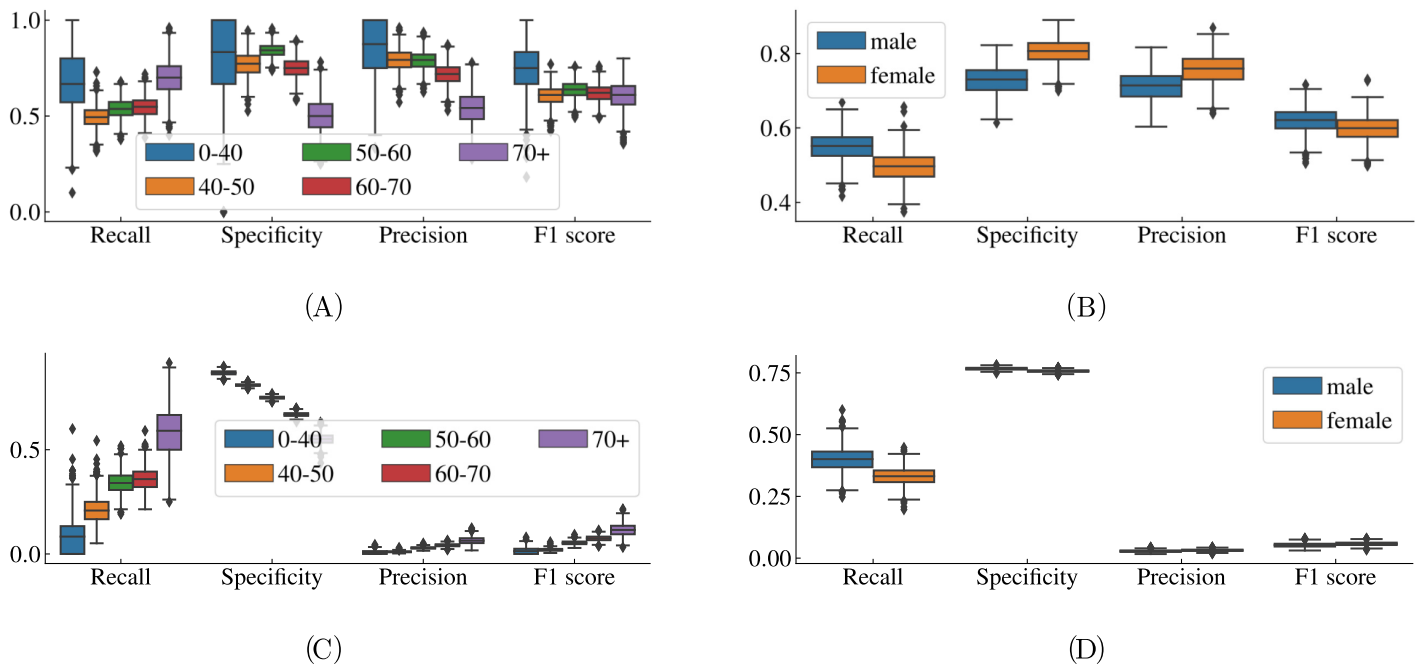 1.0
0.5
0.0
0-40
50-60
70+
40-50
60-70
Recall
Specificity
Precision
F1 score
(A)
0.8
0.6
0.4
male
female
Recall
Specificity
Precision
F1 score
(B)
0.5
0.0
0-40
50-60
70+
40-50
60-70
Recall
Specificity
Precision
F1 score
(C)
0.75
0.50
0.25
0.00
male
female
Recall
Specificity
Precision
F1 score
(D)